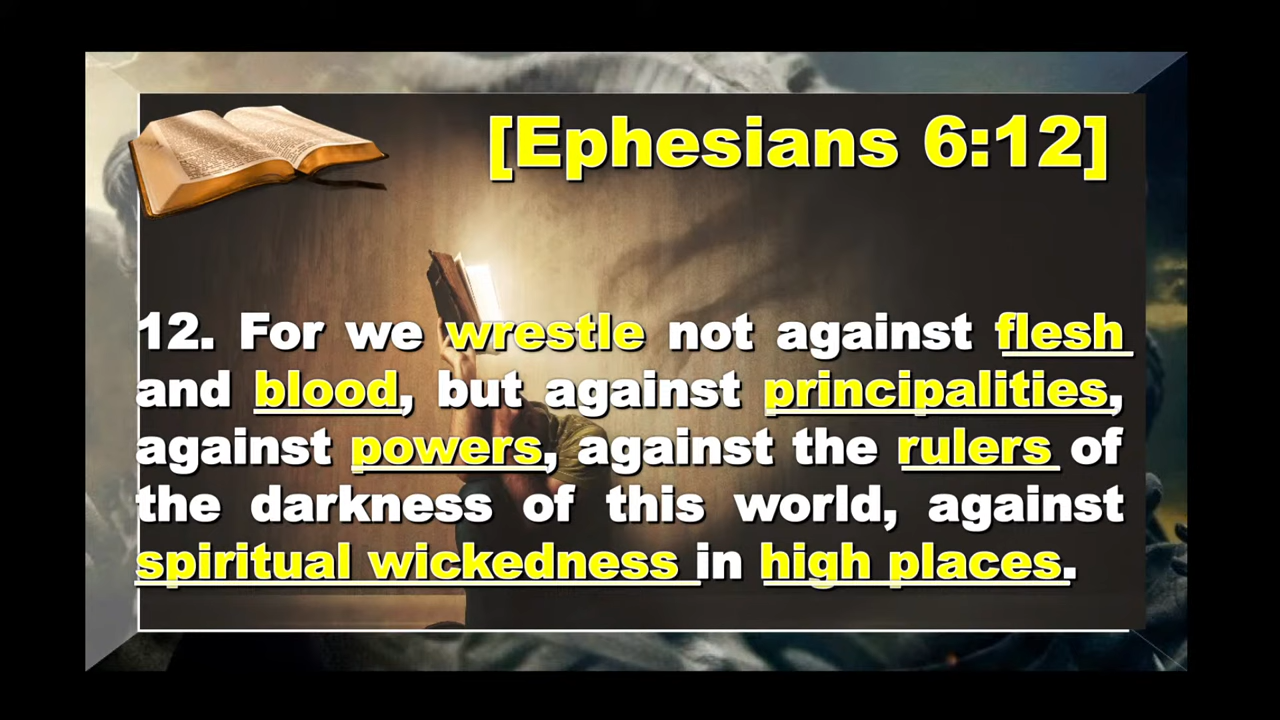 [Ephesians 6:12]
12. For we wrestle not against flesh
and blood, but against principalities,
against powers, against the rulers of
the darkness of this world, against
spiritual wickedness in high places.